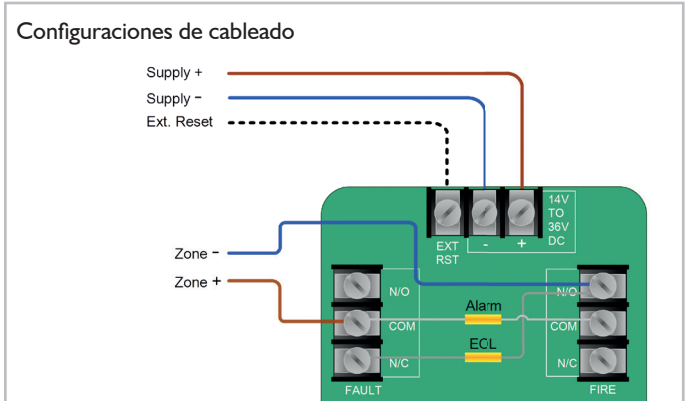 Configuraciones de cableado
Supply +
Supply -
Ext. Reset
14V
TO
36V
DC
EXT
RST
- +
Zone -
Zone +
N/O
COM
N/C
FAULT
Alarm
EOL
N/O
COM
N/C
FIRE